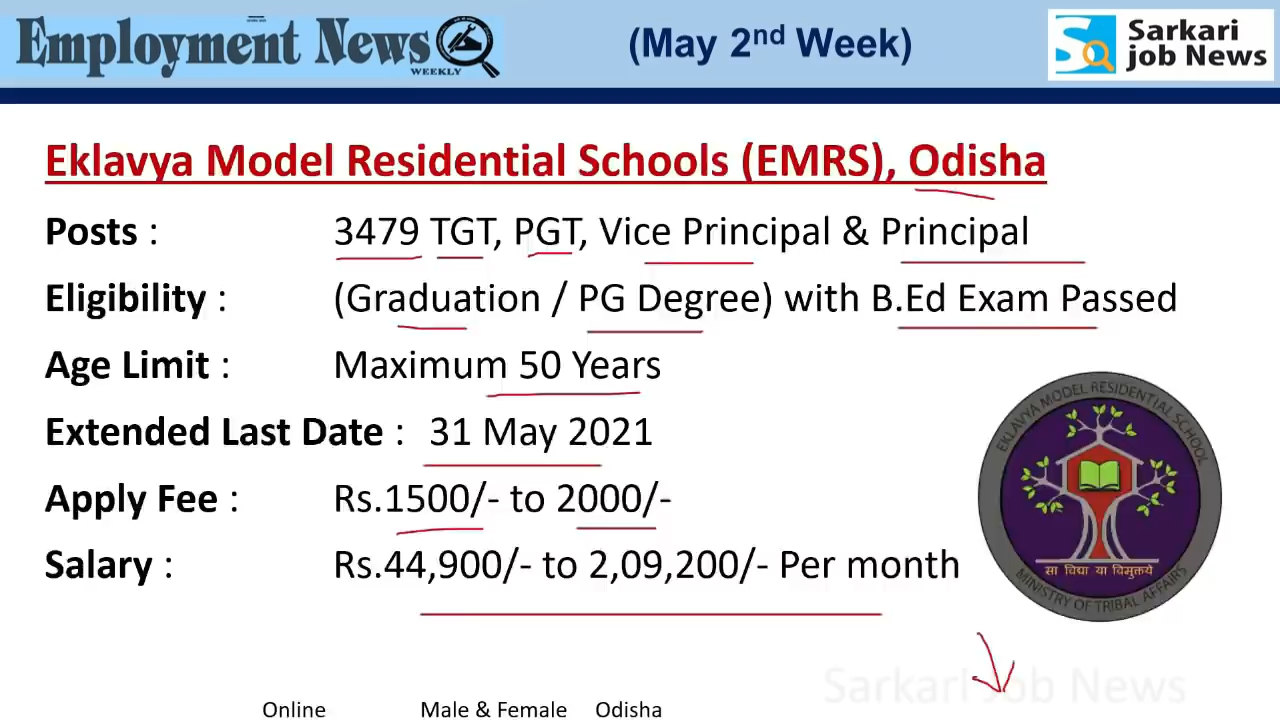 Employment News
WEEKLY
(May 2nd Week)
Sarkari
job News
Eklavya Model Residential Schools (EMRS), Odisha
Posts : 3479 TGT, PGT, Vice Principal & Principal
Eligibility : (Graduation / PG Degree) with B.Ed Exam Passed
Age Limit : Maximum 50 Years
Extended Last Date : 31 May 2021
Apply Fee : Rs.1500/- to 2000/-
Salary : Rs.44,900/- to 2,09,200/- Per month
EKLAVYA MODEL RESIDENTIAL SCHOOL
सा विद्या या विमुक्तये
MINISTRY OF TRIBAL AFFAIRS
Sarkari Job News
Online Male & Female Odisha